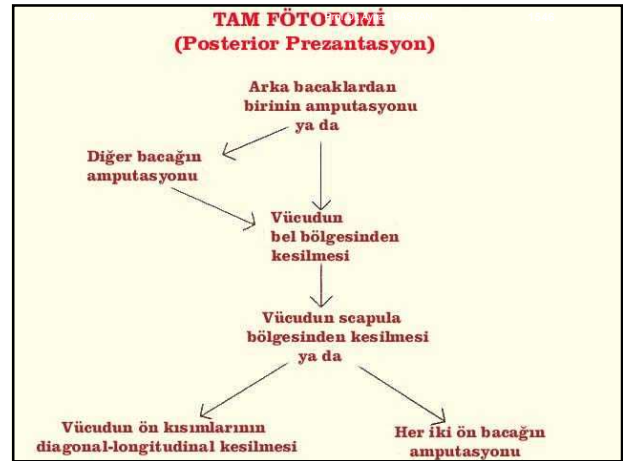 TAM FÖTOTOMİ
(Posterior Prezantasyon)
Arka bacaklardan
birinin amputasyonu
ya da
Diğer bacağın
amputasyonu
Vücudun
bel bölgesinden
kesilmesi
Vücudun scapula
bölgesinden kesilmesi
ya da
Vücudun ön kısımlarının
diagonal-longitudinal kesilmesi
Her iki ön bacağın
amputasyonu